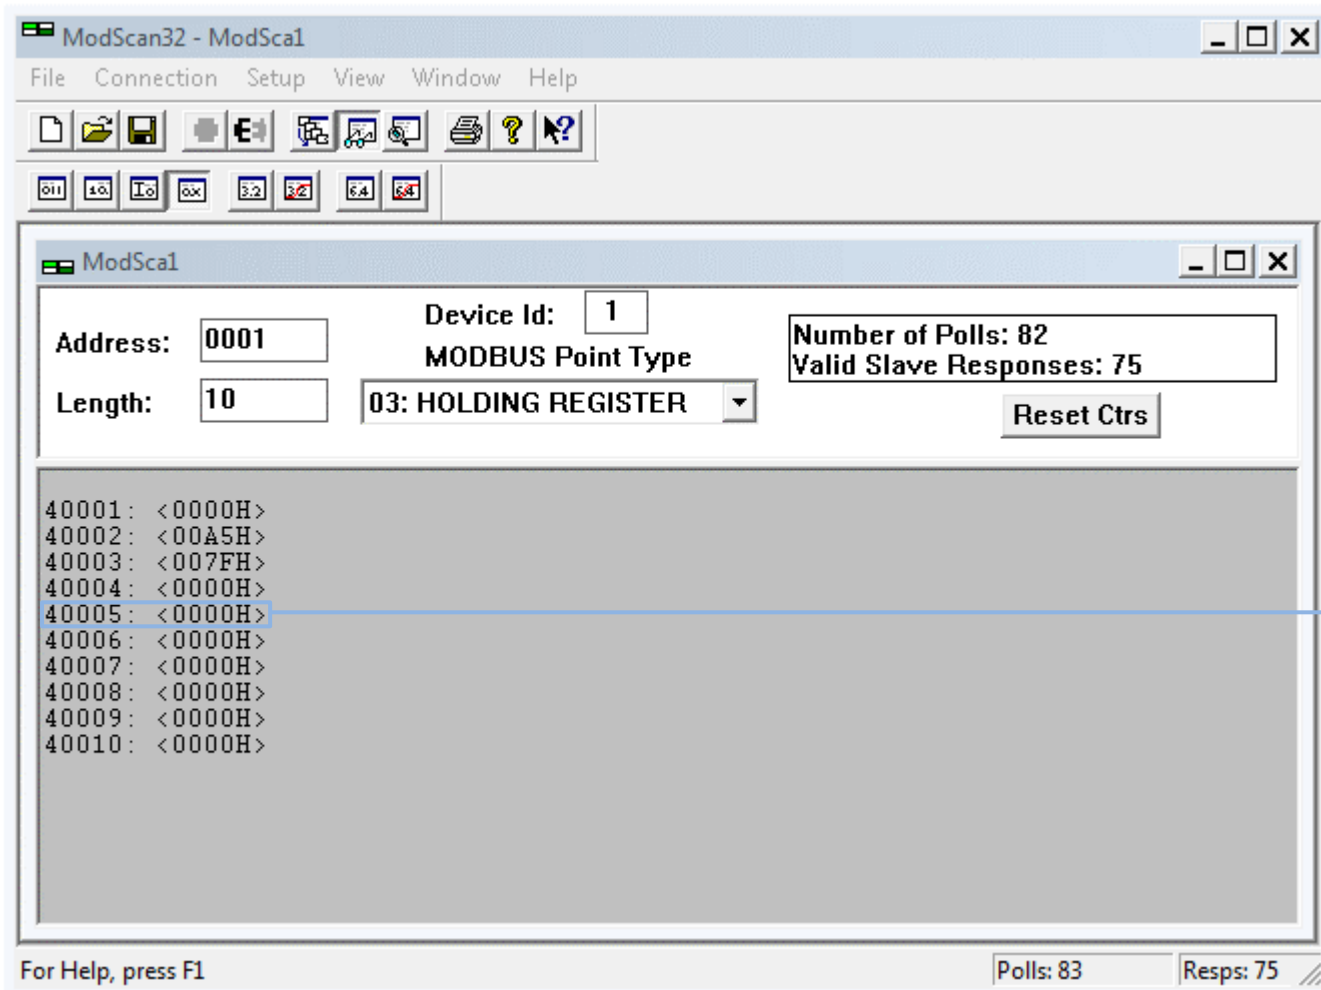 ModScan32 - ModSca1
File Connection Setup View Window Help
ModSca1
Address: 0001
Device Id: 1
MODBUS Point Type
Length: 10
03: HOLDING REGISTER
Number of Polls: 82
Valid Slave Responses: 75
Reset Ctrs
40001: <0000H>
40002: <00A5H>
40003: <007FH>
40004: <0000H>
40005: <0000H>
40006: <0000H>
40007: <0000H>
40008: <0000H>
40009: <0000H>
40010: <0000H>
For Help, press F1
Polls: 83
Resps: 75